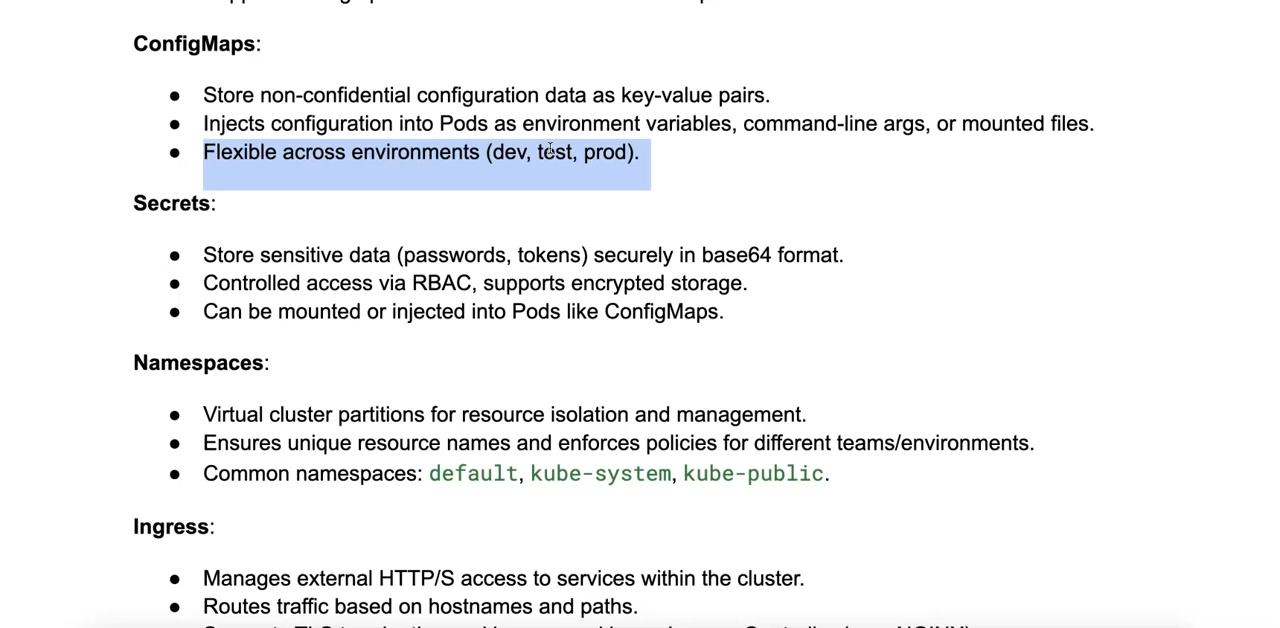 ConfigMaps:
● Store non-confidential configuration data as key-value pairs.
● Injects configuration into Pods as environment variables, command-line args, or mounted files.
● Flexible across environments (dev, test, prod).
Secrets:
● Store sensitive data (passwords, tokens) securely in base64 format.
● Controlled access via RBAC, supports encrypted storage.
● Can be mounted or injected into Pods like ConfigMaps.
Namespaces:
● Virtual cluster partitions for resource isolation and management.
● Ensures unique resource names and enforces policies for different teams/environments.
● Common namespaces: default, kube-system, kube-public.
Ingress:
● Manages external HTTP/S access to services within the cluster.
● Routes traffic based on hostnames and paths.